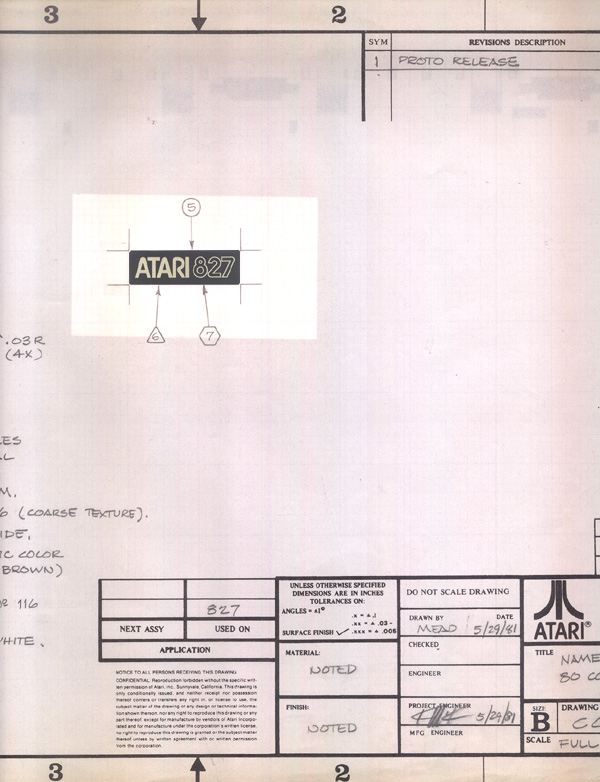 3
2
SYM
REVISIONS DESCRIPTION
1
PROTO RELEASE
5
ATARI 827
6
7
.03R
(4X)
ES
L
M.
6 (COARSE TEXTURE).
IDE,
IC COLOR
BROWN)
116
WHITE.
827
NEXT ASSY
USED ON
APPLICATION
NOTICE TO ALL PERSONS RECEIVING THIS DRAWING
CONFIDENTIAL: Reproduction forbidden without the specific writ-
ten permission of Atari, Inc. Sunnyvale, California. This drawing is
only conditionally issued, and neither receipt nor possession
thereof confers or transfers any right in, or license to use, the
subject matter of the drawing or any design or technical informa-
tion shown thereon, nor any right to reproduce this drawing or any
part thereof, except for manufacture by vendors of Atari Incorpo-
rated and for manufacture under the corporation's written license,
no right to reproduce this drawing is granted or the subject matter
thereof unless by written agreement with or written permission
from the corporation.
UNLESS OTHERWISE SPECIFIED
DIMENSIONS ARE IN INCHES
TOLERANCES ON:
ANGLES = ±1°
.x = ±.1
.xx = ±.03
SURFACE FINISH
.xxx = ±.005
MATERIAL:
NOTED
FINISH:
NOTED
DO NOT SCALE DRAWING
DRAWN BY
DATE
MEAD
5/29/81
CHECKED
ENGINEER
PROJECT ENGINEER
5/29/81
MFG ENGINEER
ATARI®
TITLE
NAME
80 CO
SIZE
B
DRAWING
CO
SCALE
FULL
3
2